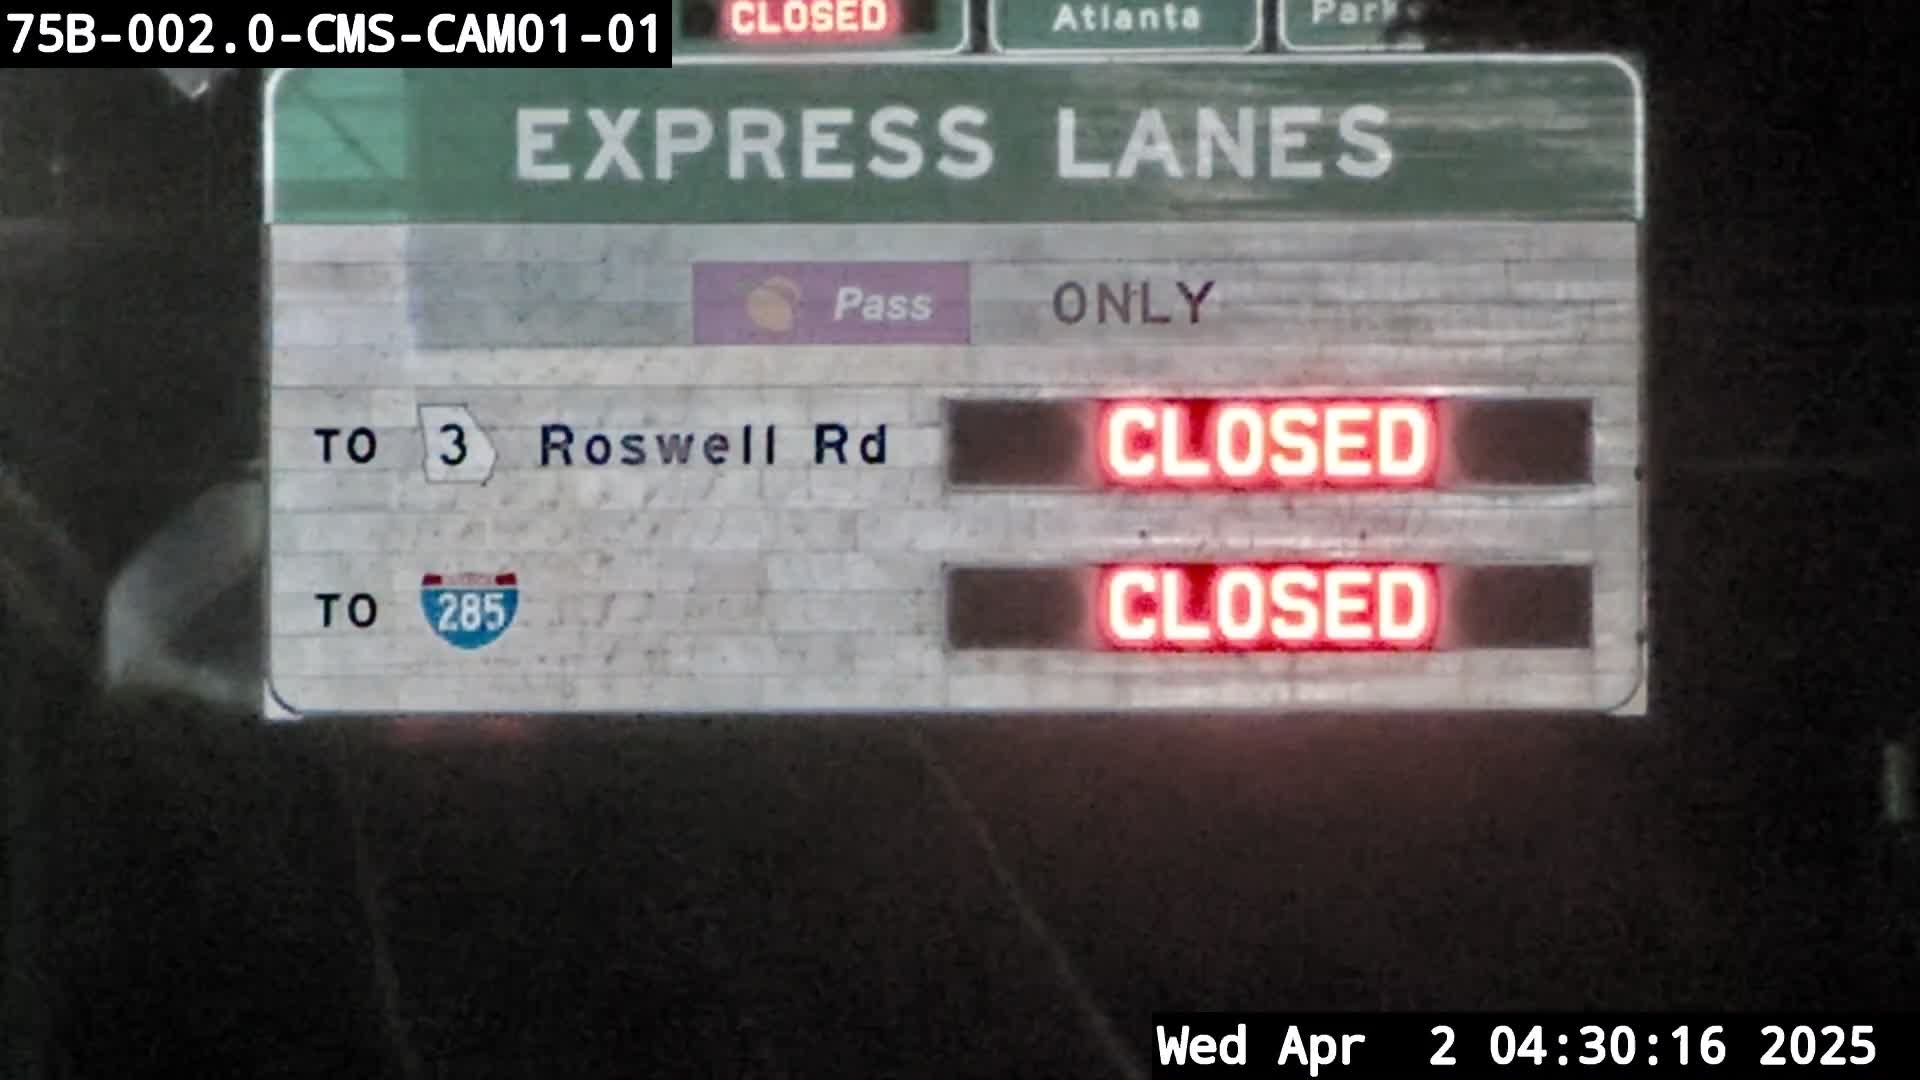 75B-002.0-CMS-CAM01-01
CLOSED
Atlanta
Park
EXPRESS LANES
Pass ONLY
TO 3 Roswell Rd CLOSED
TO 285 CLOSED
Wed Apr 2 04:30:16 2025